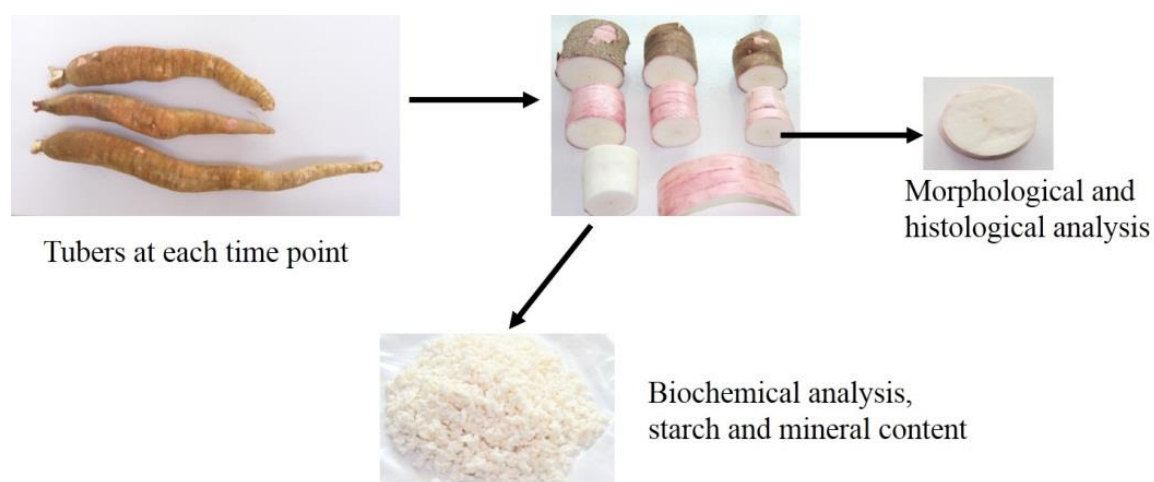 Tubers at each time point
Morphological and
histological analysis
Biochemical analysis,
starch and mineral content